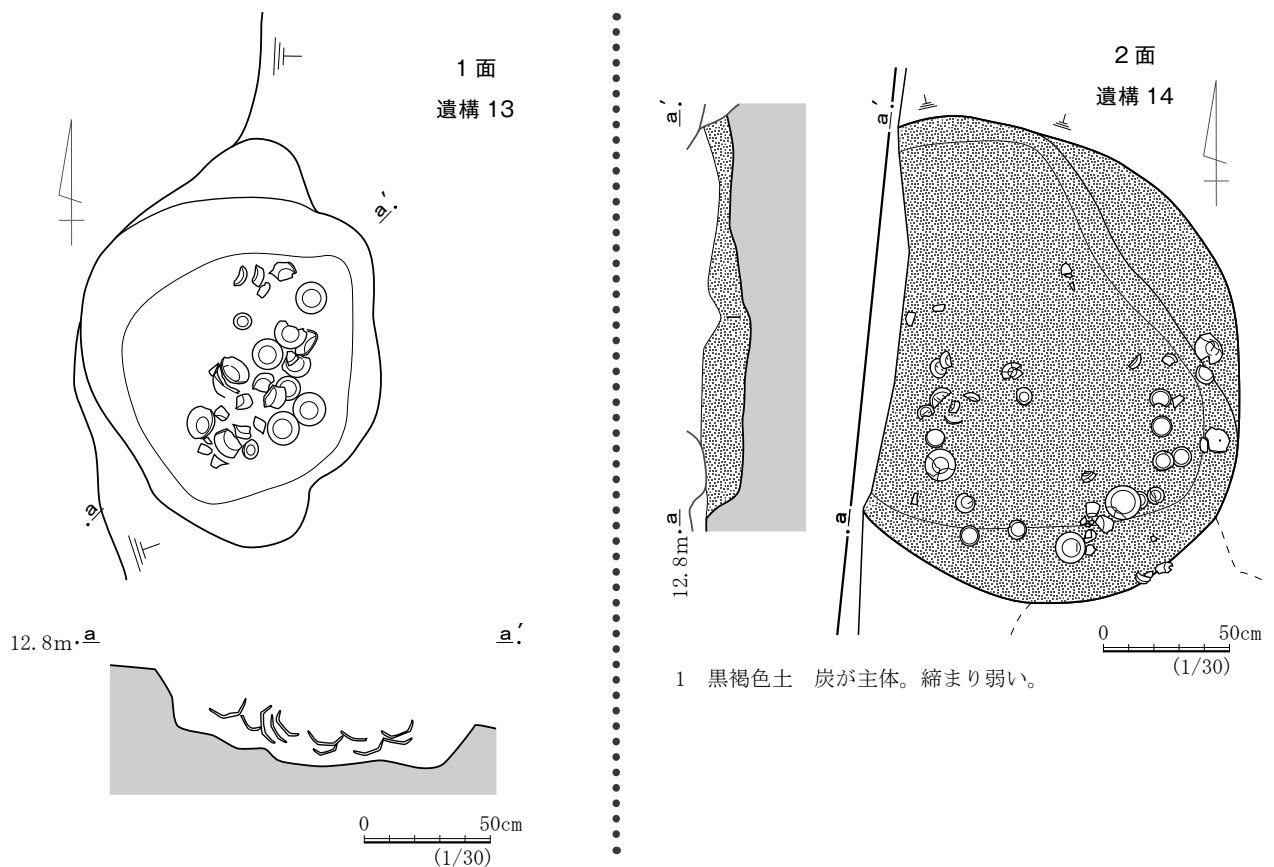 1 面
遺構 13
a′
a
12.8m a
a′
0 50cm
(1/30)
2 面
遺構 14
a′
a′
1
a
12.8m a
0 50cm
(1/30)
1 黒褐色土 炭が主体。締まり弱い。